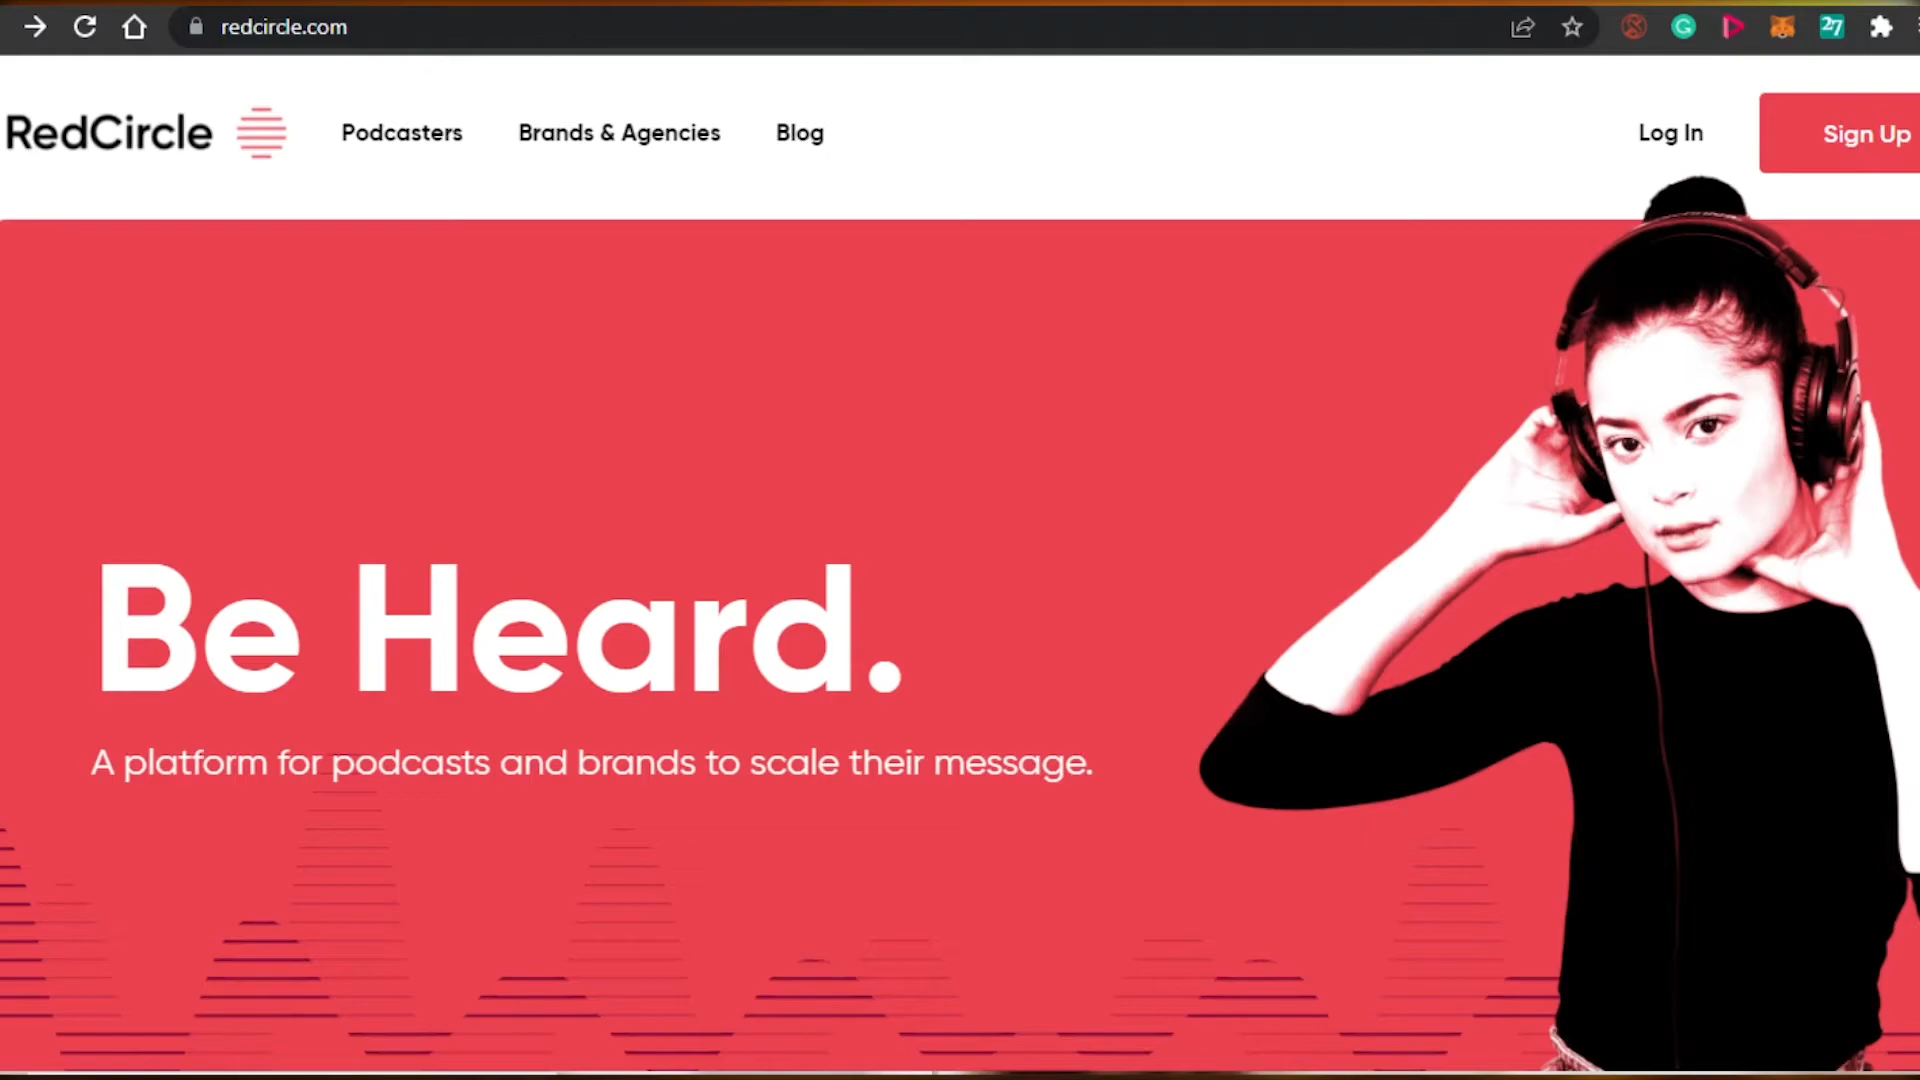 redcircle.com
27
RedCircle
Podcasters
Brands & Agencies
Blog
Log In
Sign Up
Be Heard.
A platform for podcasts and brands to scale their message.